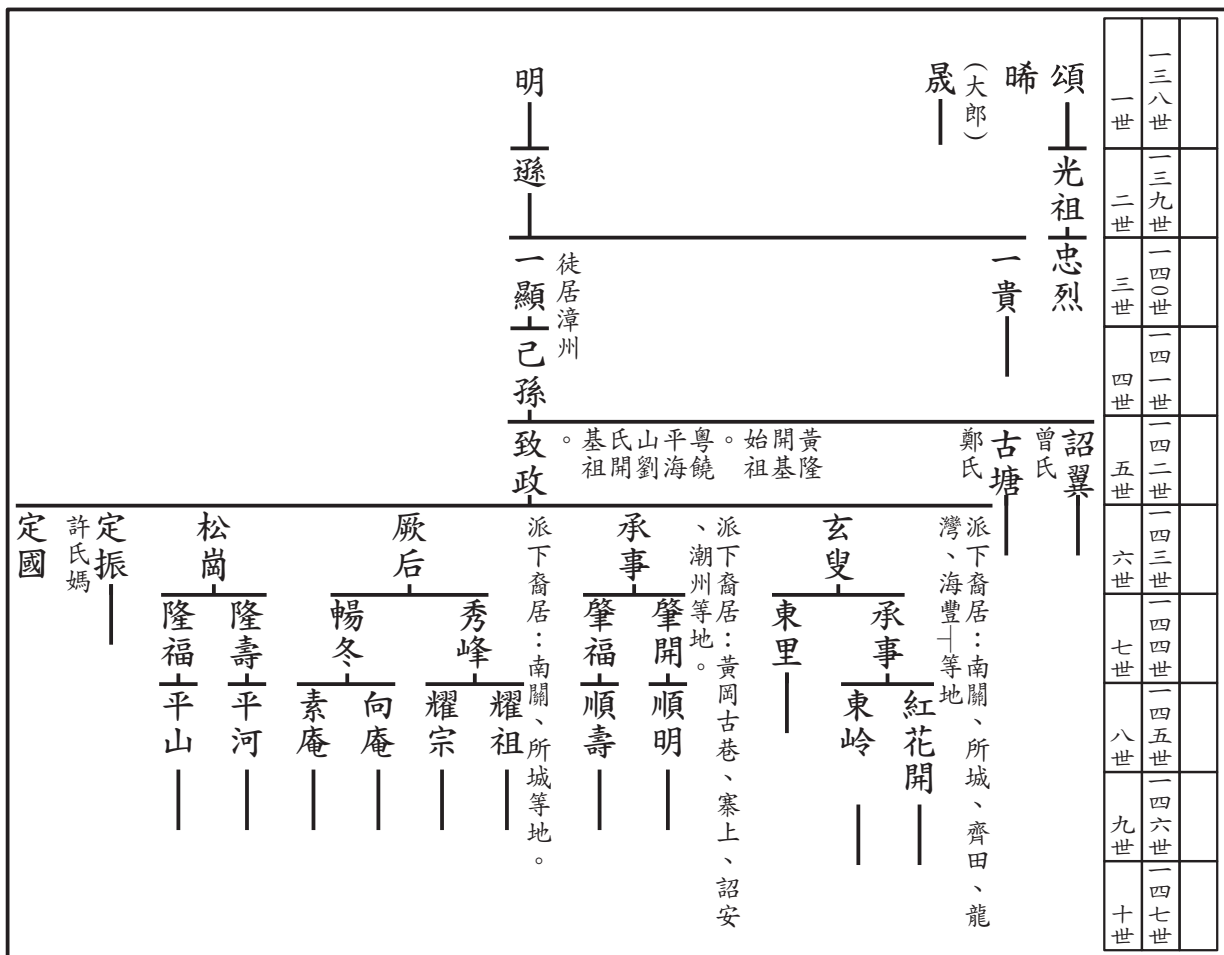 一三八世
一三九世
一四〇世
一四一世
一四二世
一四三世
一四四世
一四五世
一四六世
一四七世
一世
二世
三世
四世
五世
六世
七世
八世
九世
十世
頌
晞
(大郎)
晟
明
光祖
遜
忠烈
一貴
徒居漳州
一顯
己孫
詔翼
曾氏
古塘
鄭氏
黃隆
開基
始祖。
粵饒
平海
山劉
氏開
基祖
。
致政
派下裔居:南關、所城、齊田、龍
灣、海豐—等地
玄叟
派下裔居:黃岡古巷、寨上、詔安
、潮州等地。
承事
派下裔居:南關、所城等地。
厥后
松崗
定振
許氏媽
定國
承事
東里
肇開
肇福
秀峰
暢冬
隆壽
隆福
紅花開
東岭
順明
順壽
耀祖
耀宗
向庵
素庵
平河
平山